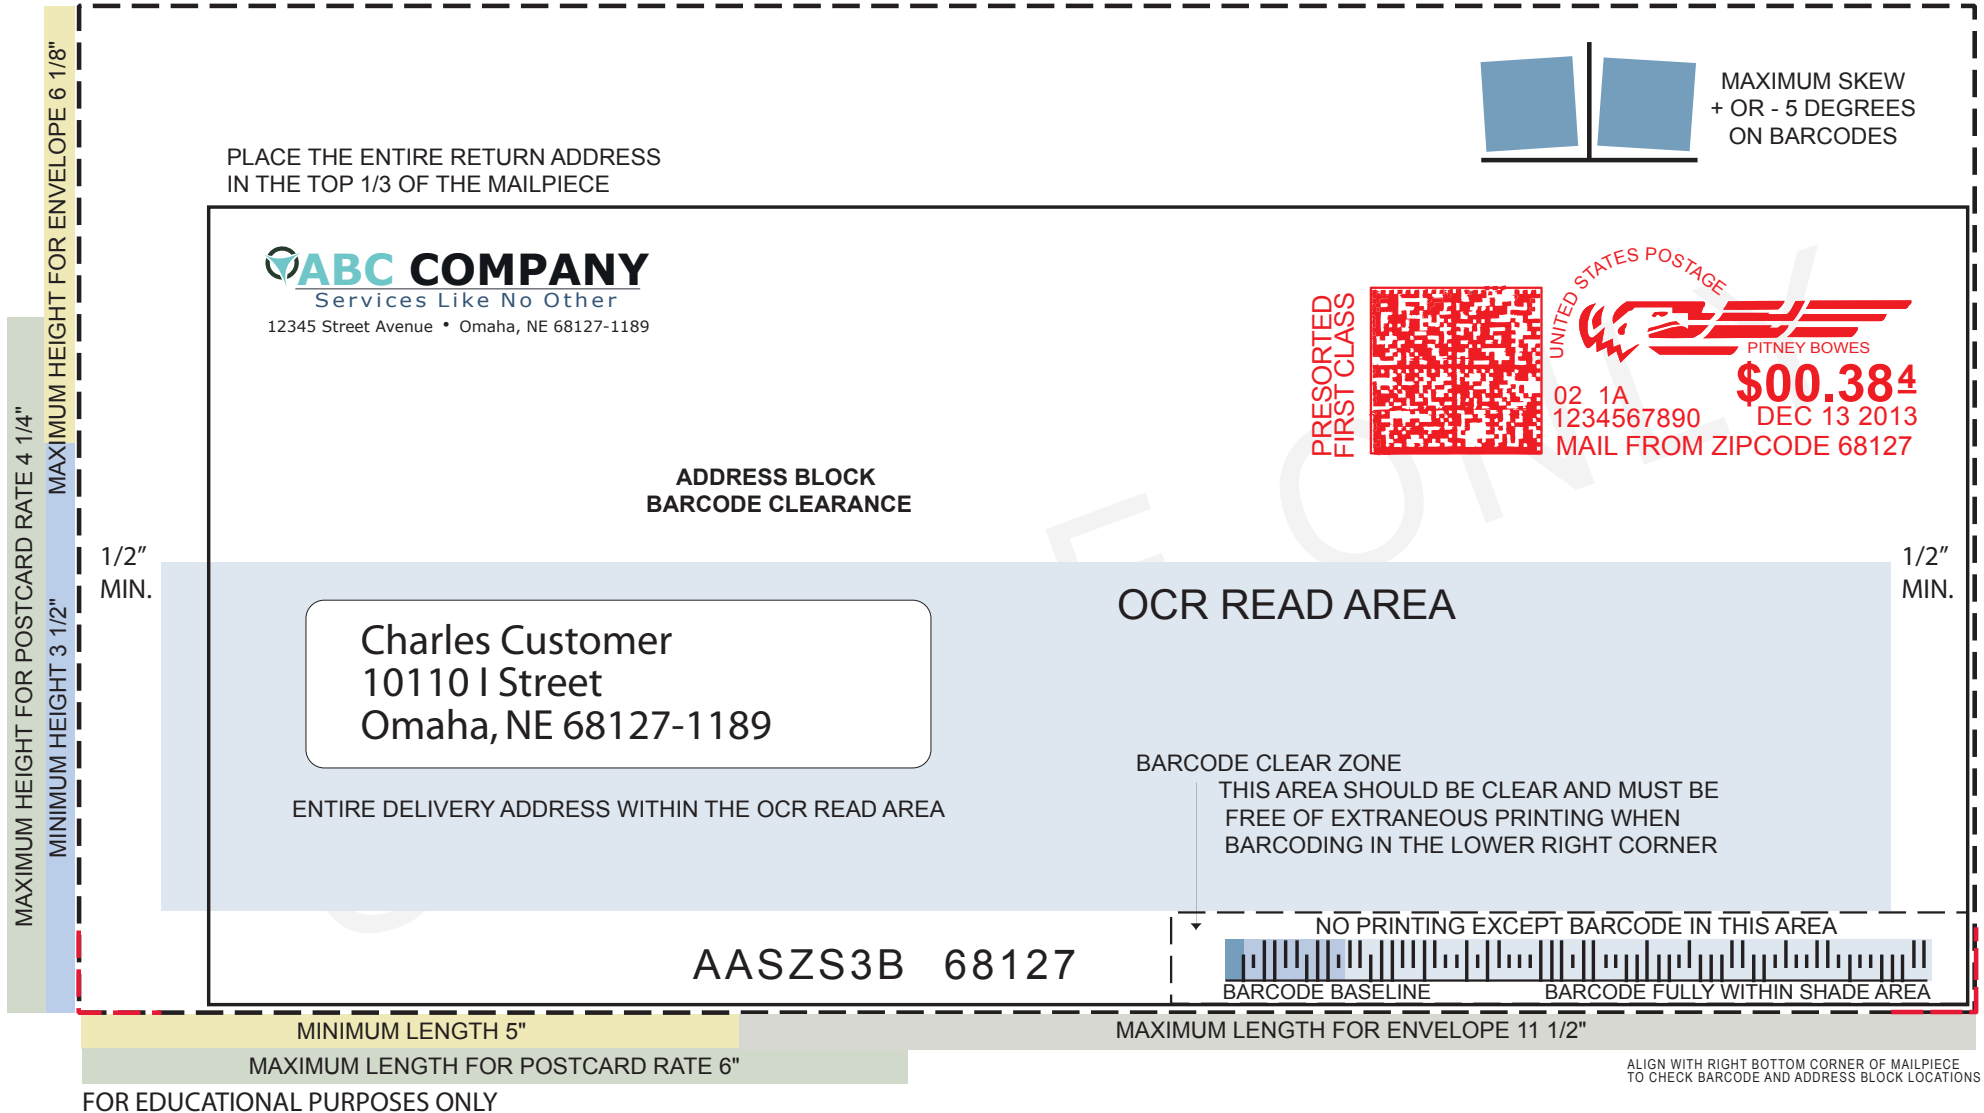 MAXIMUM SKEW
+ OR - 5 DEGREES
ON BARCODES
PLACE THE ENTIRE RETURN ADDRESS
IN THE TOP 1/3 OF THE MAILPIECE
MAXIMUM HEIGHT FOR ENVELOPE 6 1/8"
MAXIMUM HEIGHT FOR POSTCARD RATE 4 1/4"
MINIMUM HEIGHT 3 1/2"
ABC COMPANY
Services Like No Other
12345 Street Avenue • Omaha, NE 68127-1189
PRESORTED
FIRST CLASS
UNITED STATES POSTAGE
PITNEY BOWES
$00.384
02 1A
1234567890
DEC 13 2013
MAIL FROM ZIPCODE 68127
ADDRESS BLOCK
BARCODE CLEARANCE
1/2”
MIN.
1/2”
MIN.
OCR READ AREA
Charles Customer
10110 l Street
Omaha, NE 68127-1189
ENTIRE DELIVERY ADDRESS WITHIN THE OCR READ AREA
BARCODE CLEAR ZONE
THIS AREA SHOULD BE CLEAR AND MUST BE
FREE OF EXTRANEOUS PRINTING WHEN
BARCODING IN THE LOWER RIGHT CORNER
NO PRINTING EXCEPT BARCODE IN THIS AREA
AASZS3B 68127
BARCODE BASELINE
BARCODE FULLY WITHIN SHADE AREA
MINIMUM LENGTH 5"
MAXIMUM LENGTH FOR ENVELOPE 11 1/2"
MAXIMUM LENGTH FOR POSTCARD RATE 6"
ALIGN WITH RIGHT BOTTOM CORNER OF MAILPIECE
TO CHECK BARCODE AND ADDRESS BLOCK LOCATIONS
FOR EDUCATIONAL PURPOSES ONLY
ONLY